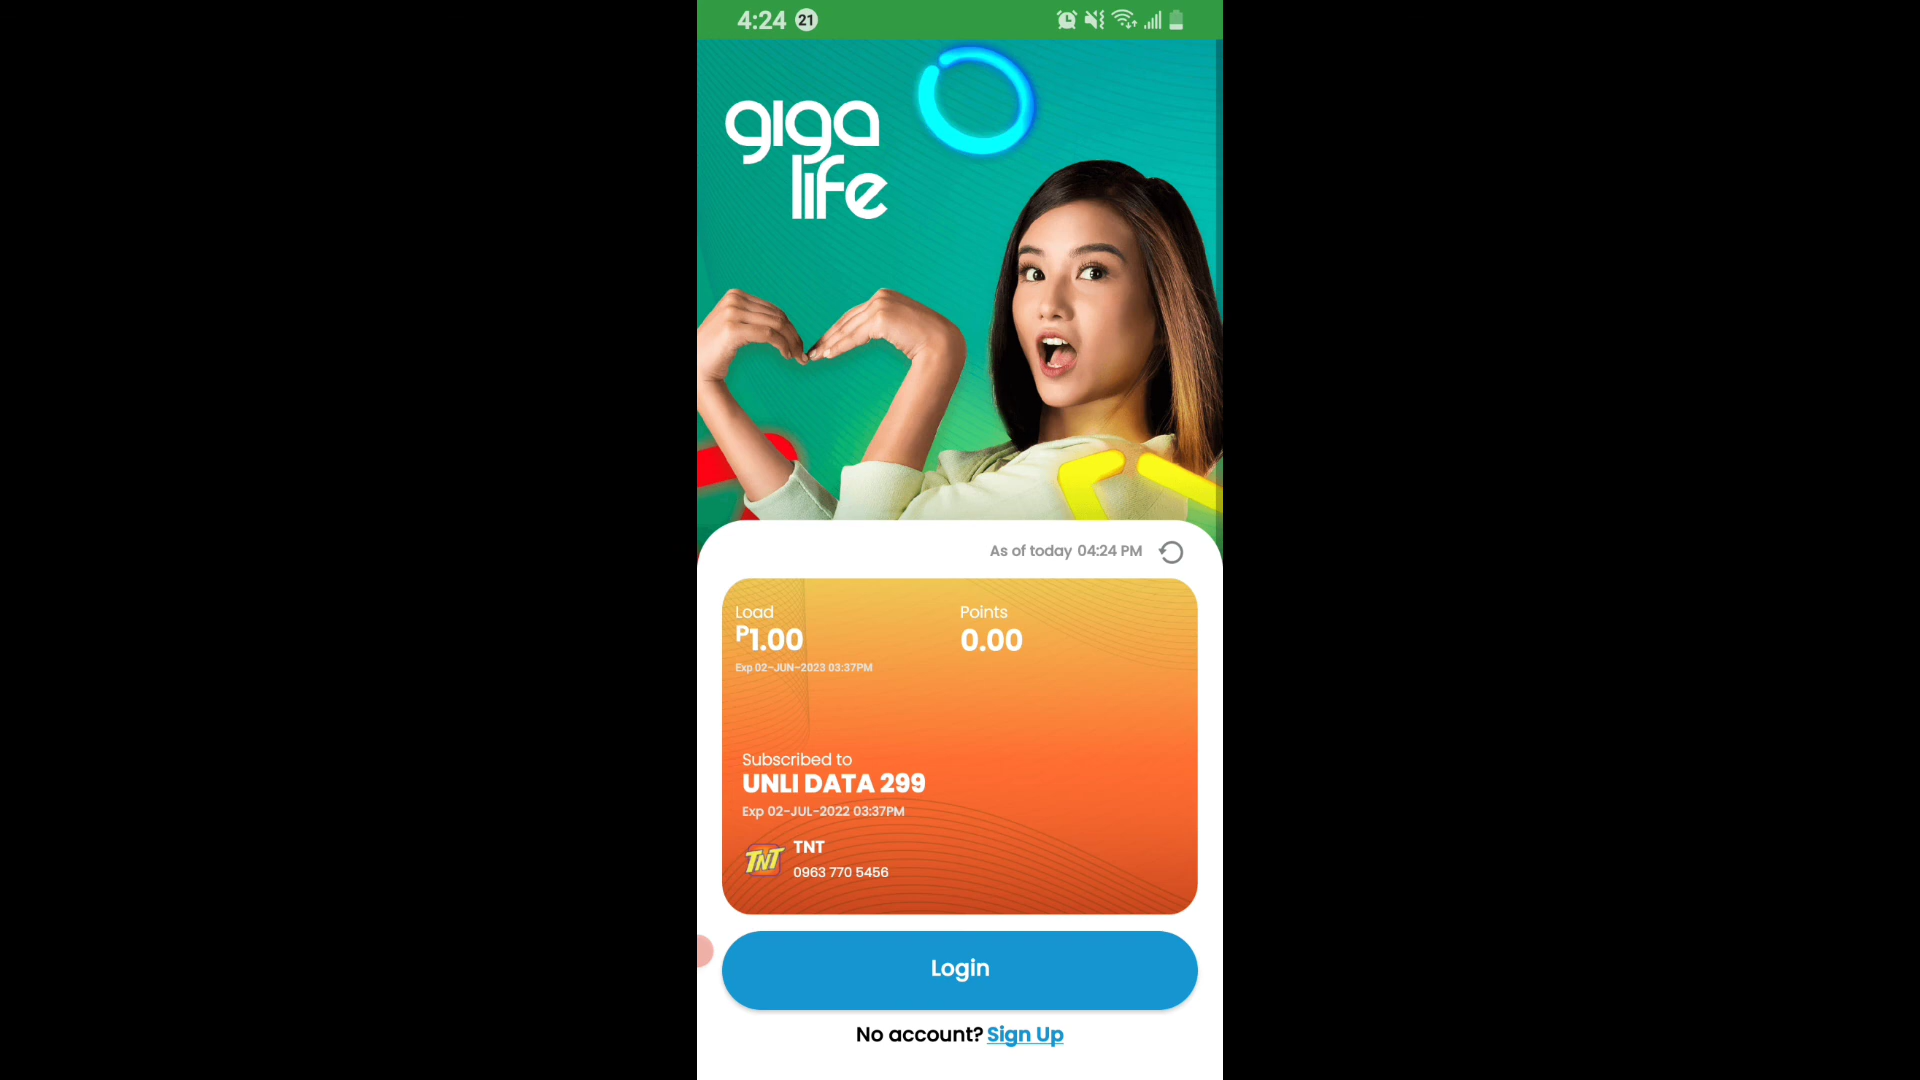 4:24 21
giga
life
As of today 04:24 PM
Load
₱1.00
Exp 02-JUN-2023 03:37PM
Points
0.00
Subscribed to
UNLI DATA 299
Exp 02-JUL-2022 03:37PM
TNT
TNT
0963 770 5456
Login
No account? Sign Up